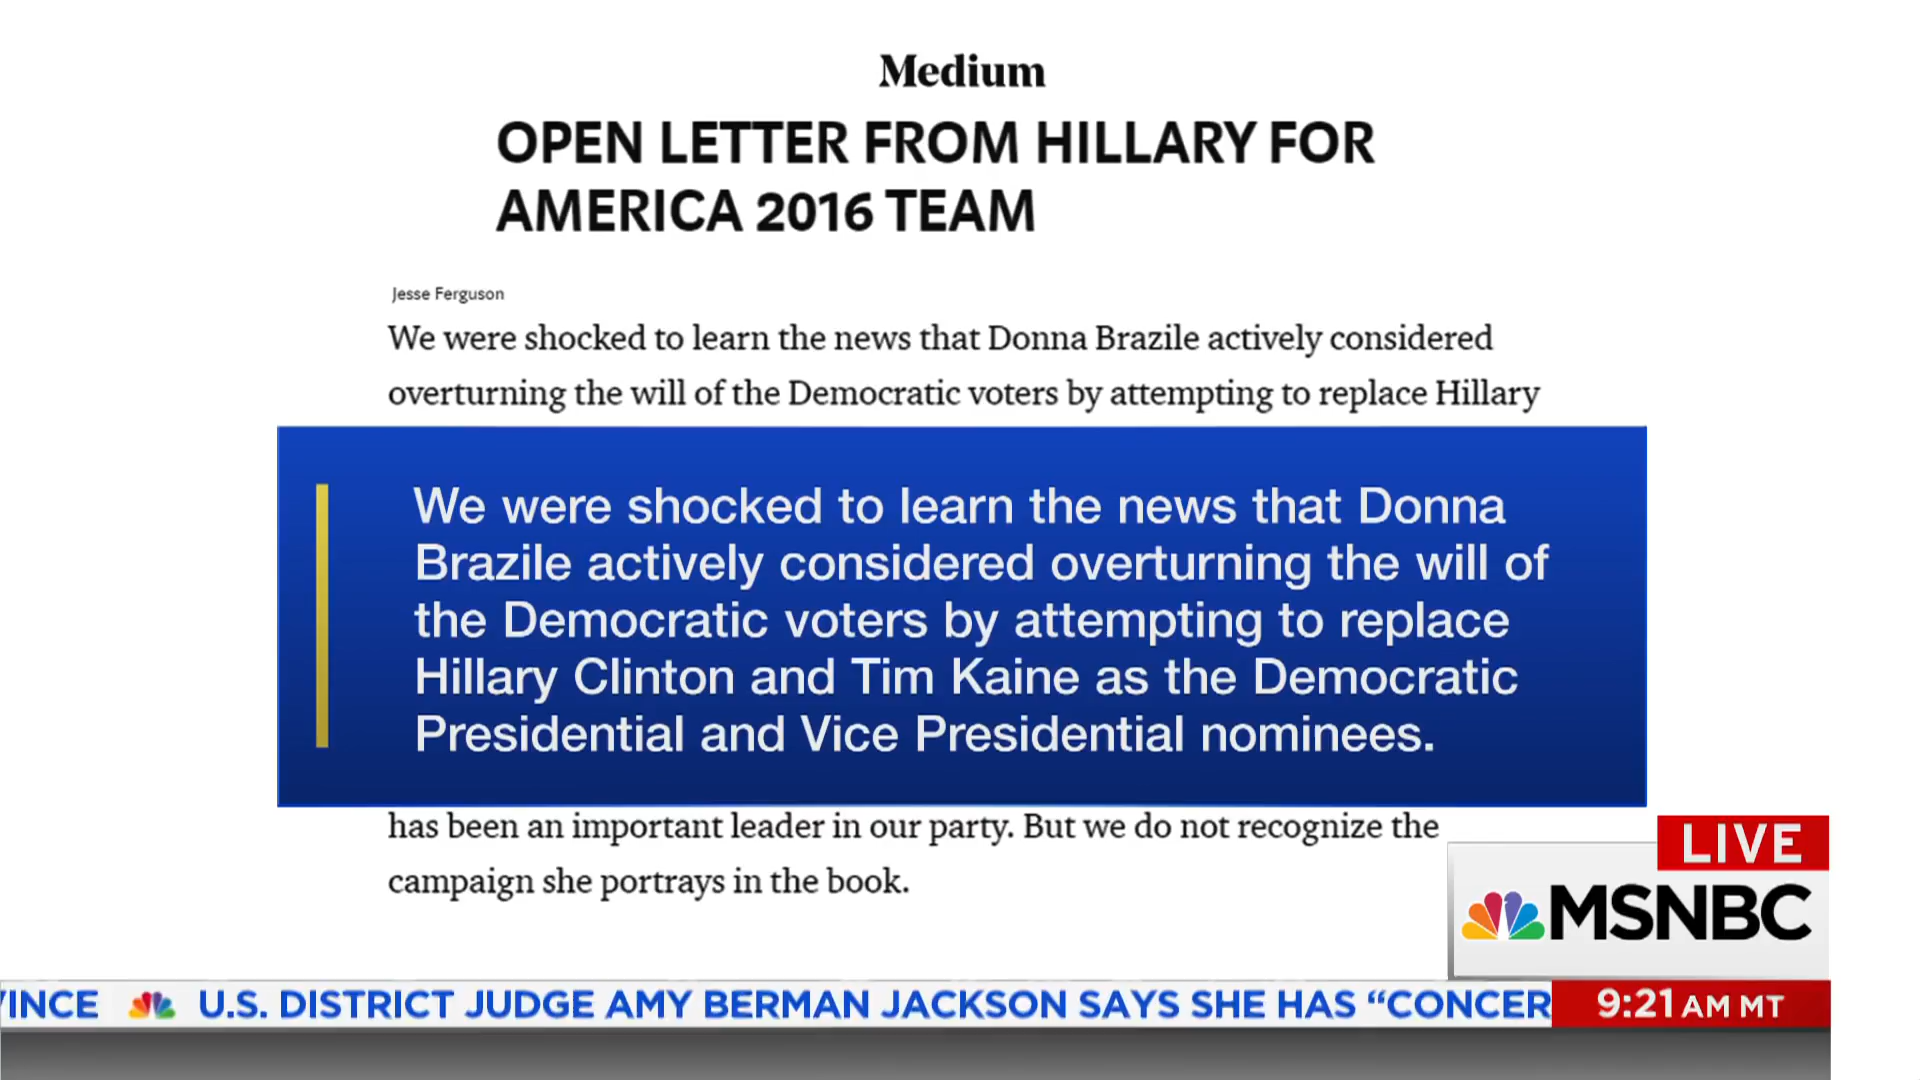 Medium
OPEN LETTER FROM HILLARY FOR
AMERICA 2016 TEAM
Jesse Ferguson
We were shocked to learn the news that Donna Brazile actively considered
overturning the will of the Democratic voters by attempting to replace Hillary
We were shocked to learn the news that Donna
Brazile actively considered overturning the will of
the Democratic voters by attempting to replace
Hillary Clinton and Tim Kaine as the Democratic
Presidential and Vice Presidential nominees.
has been an important leader in our party. But we do not recognize the
campaign she portrays in the book.
LIVE
MSNBC
INCE U.S. DISTRICT JUDGE AMY BERMAN JACKSON SAYS SHE HAS “CONCER
9:21 AM MT